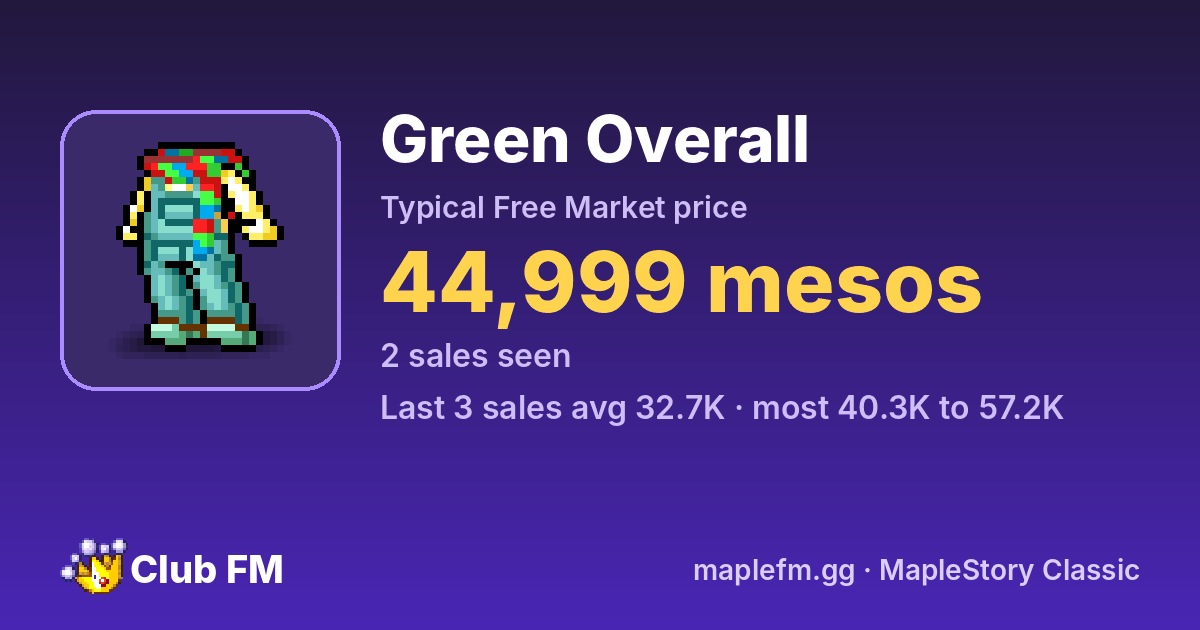 Green Overall
Typical Free Market price
44,999 mesos
2 sales seen
Last 3 sales avg 32.7K · most 40.3K to 57.2K
Club FM
maplefm.gg · MapleStory Classic